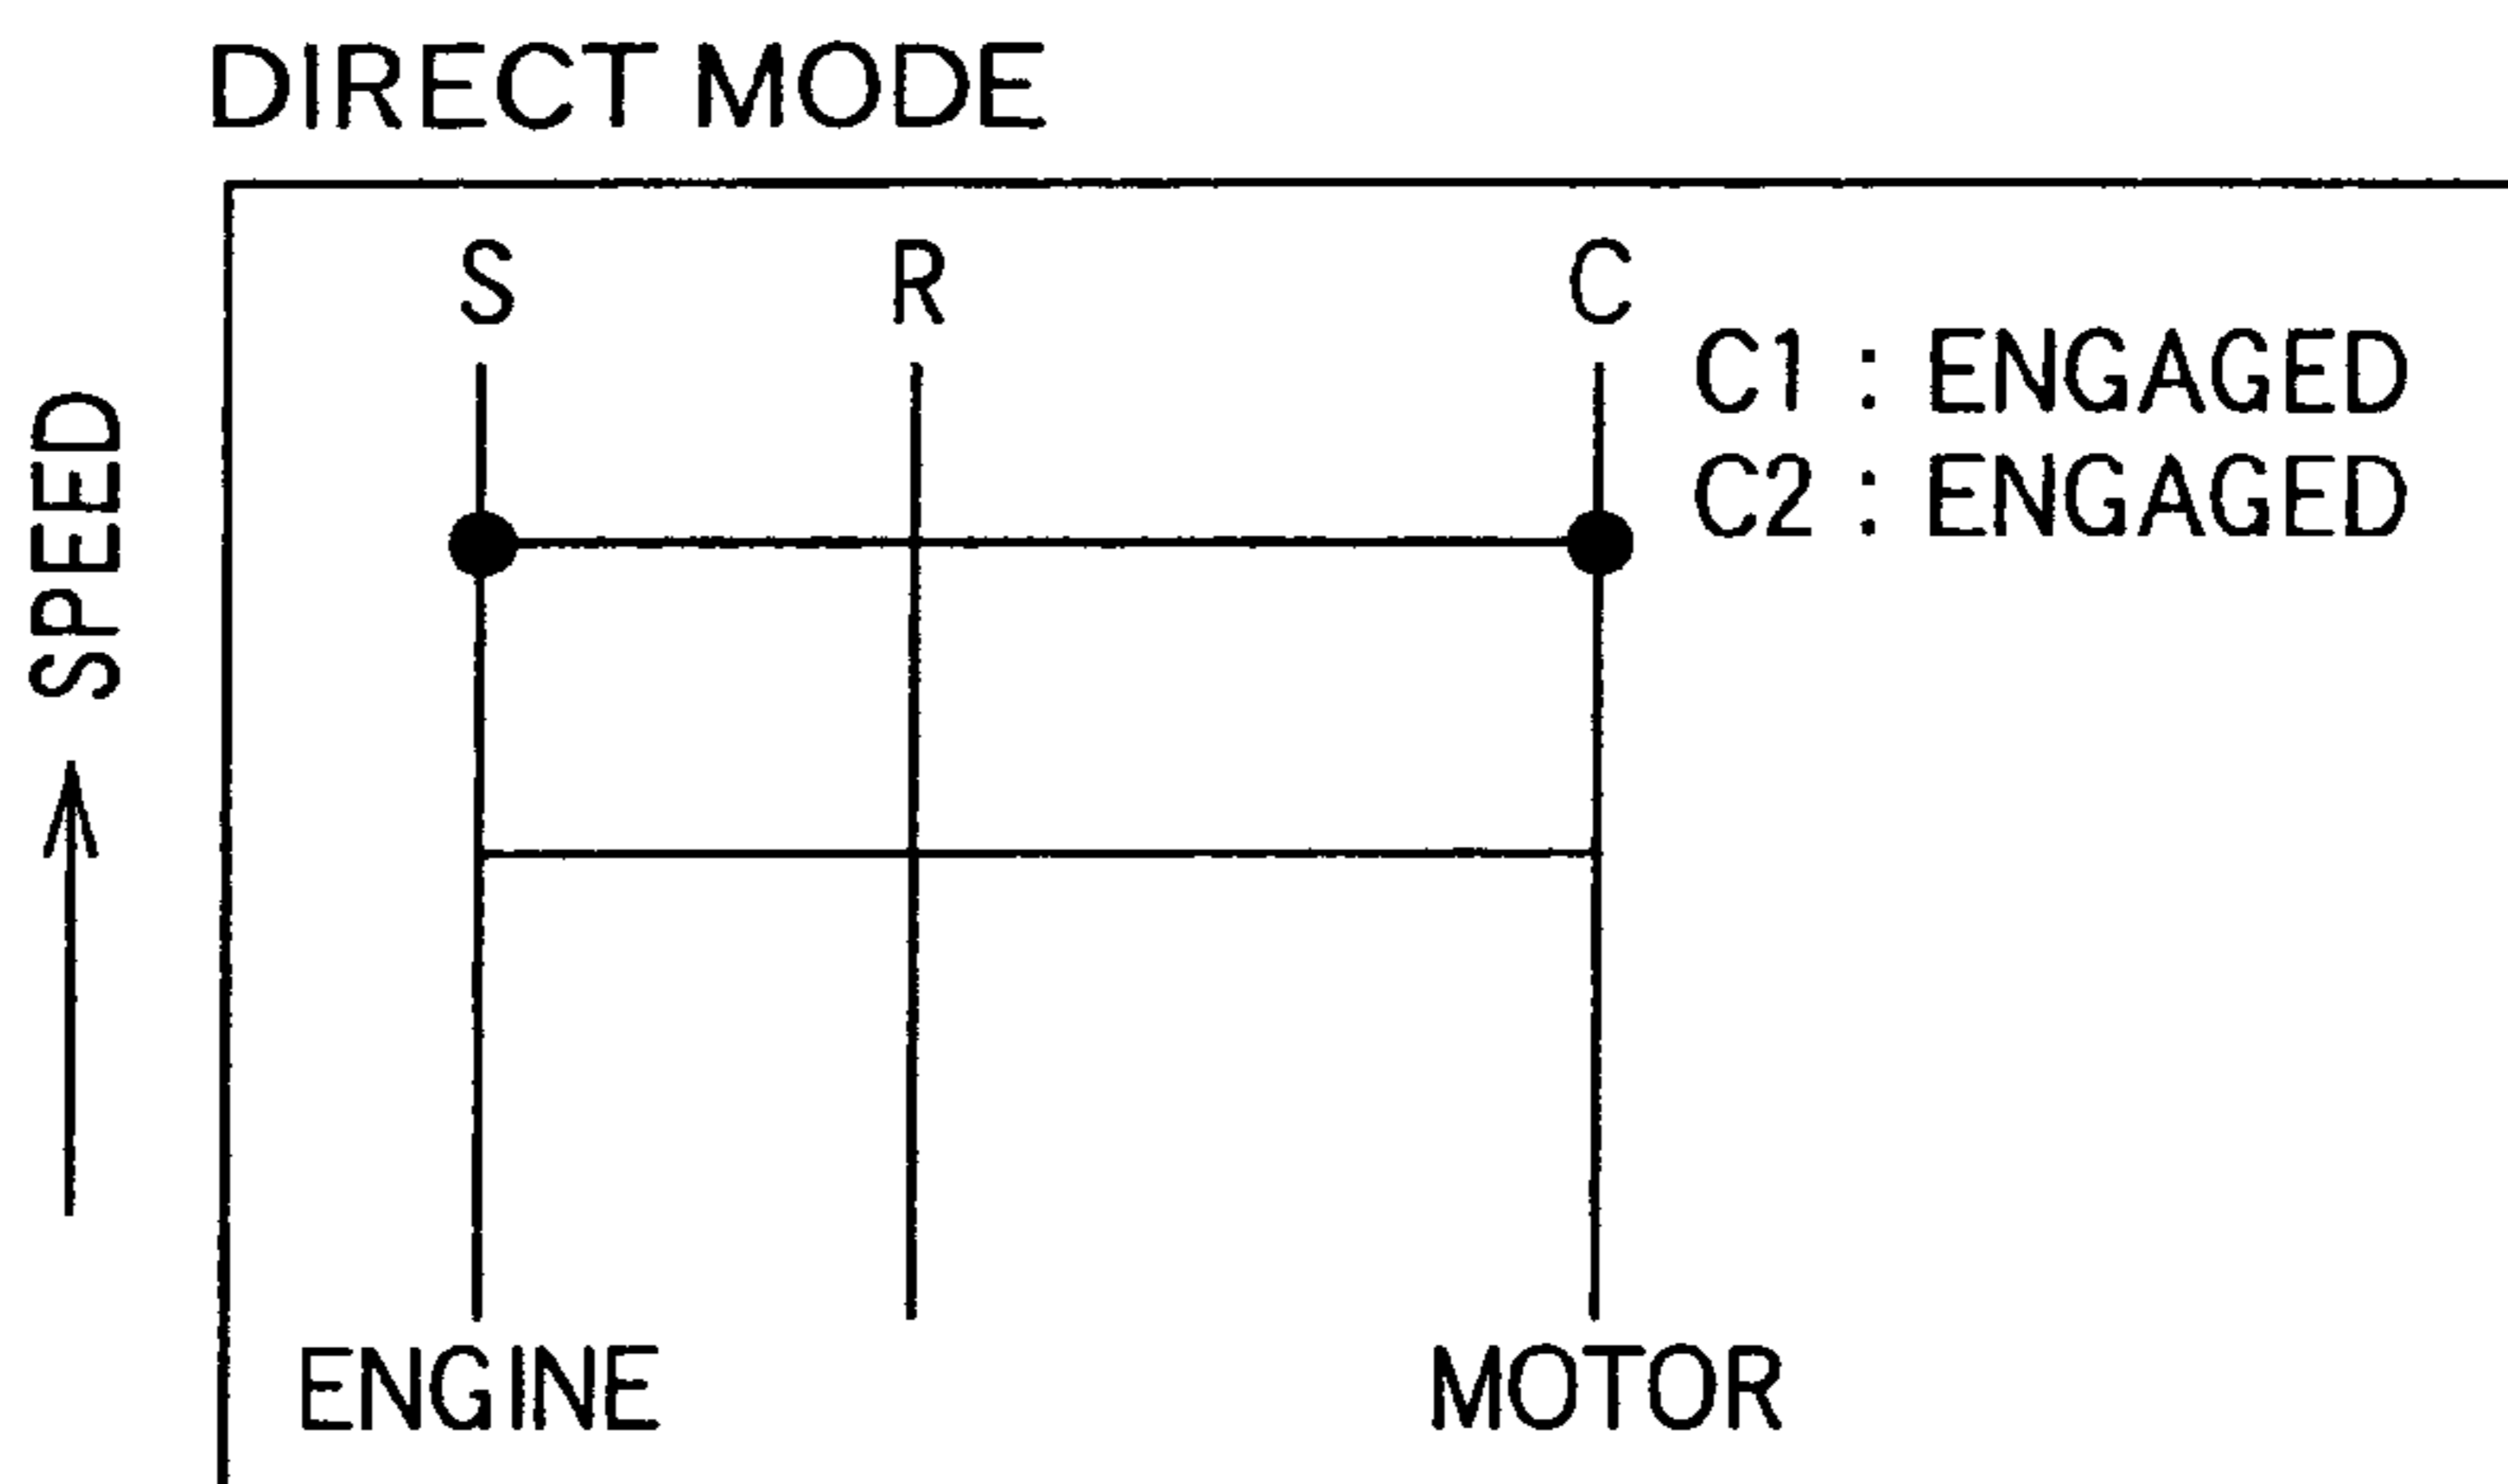 DIRECT MODE
S R C
C1 : ENGAGED
C2 : ENGAGED
SPEED
ENGINE MOTOR